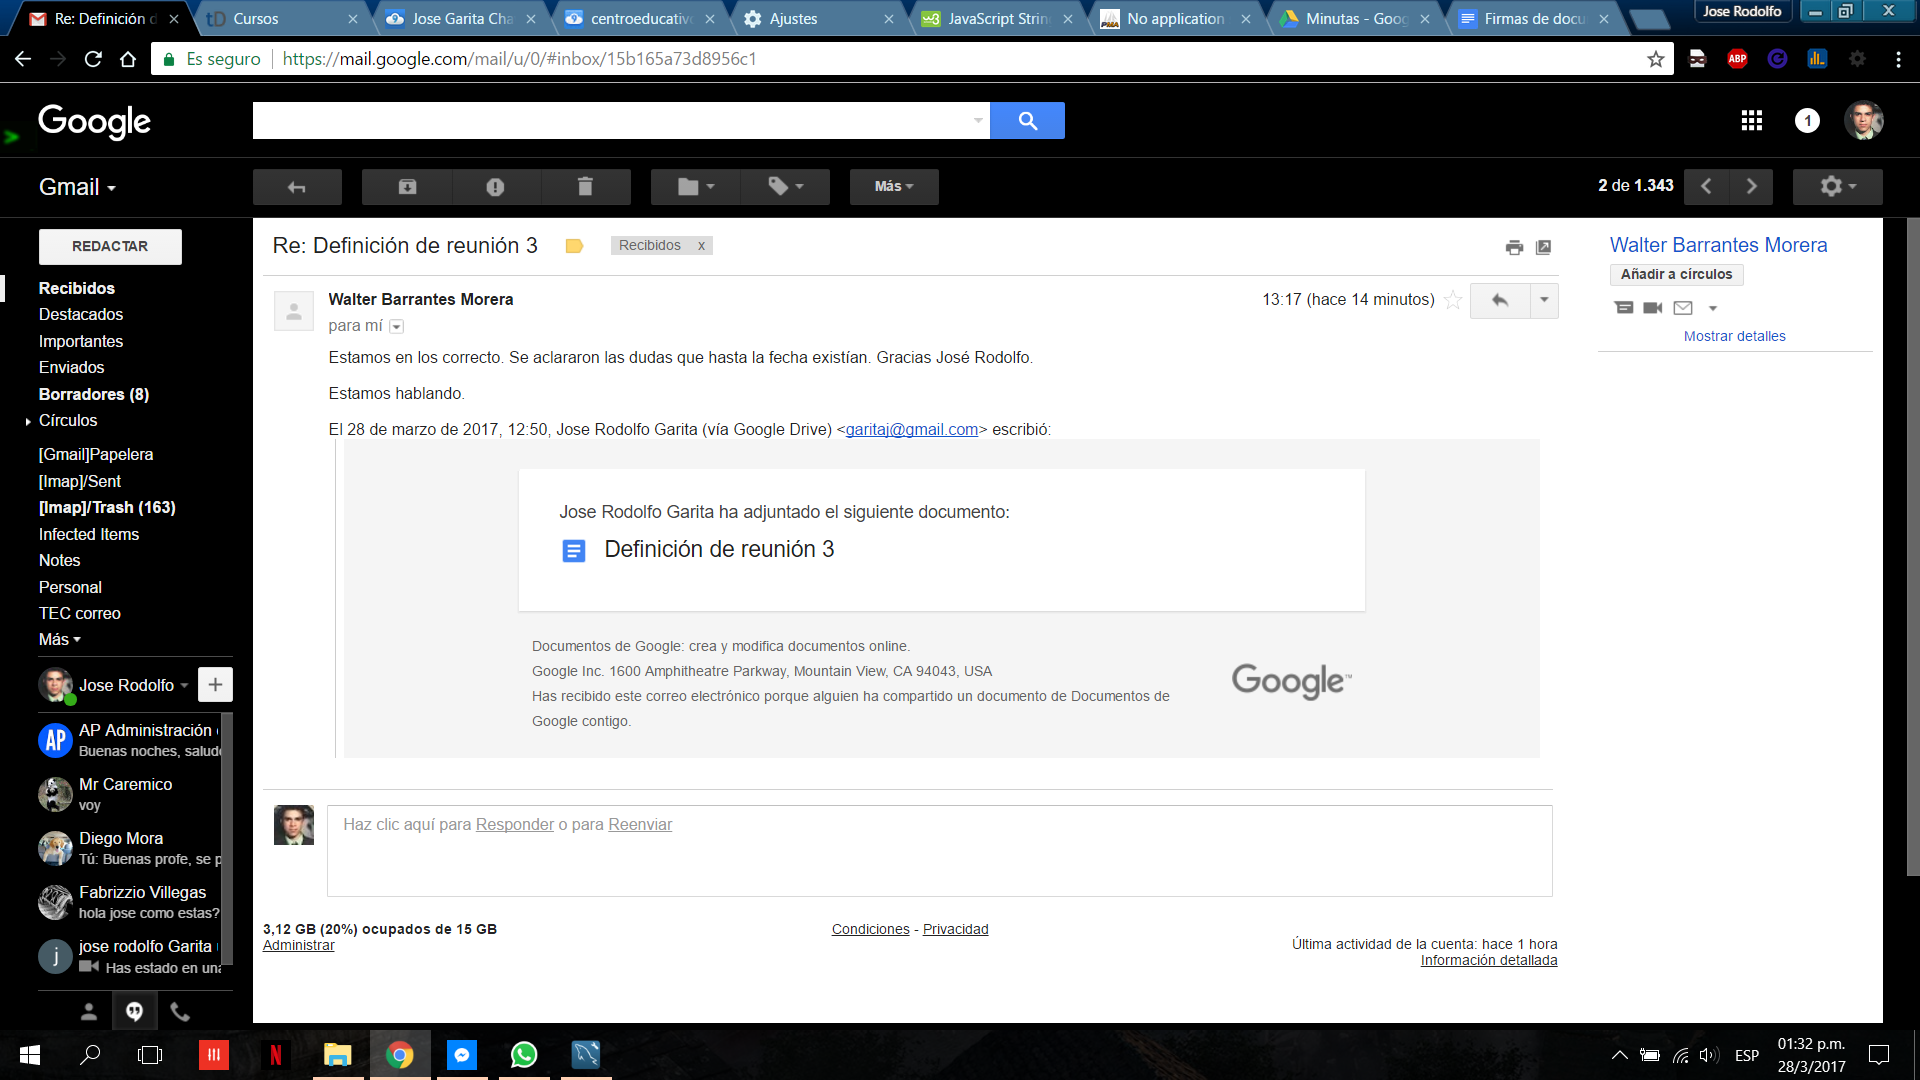 Re: Definición d
Cursos
Jose Garita Cha
centroeducativo
Ajustes
JavaScript Strin
No application
Minutas - Goog
Firmas de docu
Jose Rodolfo
Es seguro
https://mail.google.com/mail/u/0/#inbox/15b165a73d8956c1
ABP
Google
1
Gmail
Más
2 de 1.343
REDACTAR
Recibidos
Destacados
Importantes
Enviados
Borradores (8)
Círculos
[Gmail]Papelera
[Imap]/Sent
[Imap]/Trash (163)
Infected Items
Notes
Personal
TEC correo
Más
Jose Rodolfo
AP
AP Administración
Buenas noches, salud
Mr Caremico
voy
Diego Mora
Tú: Buenas profe, se p
Fabrizzio Villegas
hola jose como estas?
j
jose rodolfo Garita
Has estado en una
Re: Definición de reunión 3
Recibidos x
Walter Barrantes Morera
13:17 (hace 14 minutos)
para mí
Estamos en los correcto. Se aclararon las dudas que hasta la fecha existían. Gracias José Rodolfo.
Estamos hablando.
El 28 de marzo de 2017, 12:50, Jose Rodolfo Garita (vía Google Drive) <garitaj@gmail.com> escribió:
Jose Rodolfo Garita ha adjuntado el siguiente documento:
Definición de reunión 3
Documentos de Google: crea y modifica documentos online.
Google Inc. 1600 Amphitheatre Parkway, Mountain View, CA 94043, USA
Has recibido este correo electrónico porque alguien ha compartido un documento de Documentos de
Google contigo.
Google™
Haz clic aquí para Responder o para Reenviar
3,12 GB (20%) ocupados de 15 GB
Administrar
Condiciones - Privacidad
Última actividad de la cuenta: hace 1 hora
Información detallada
Walter Barrantes Morera
Añadir a círculos
Mostrar detalles
ESP
01:32 p.m.
28/3/2017